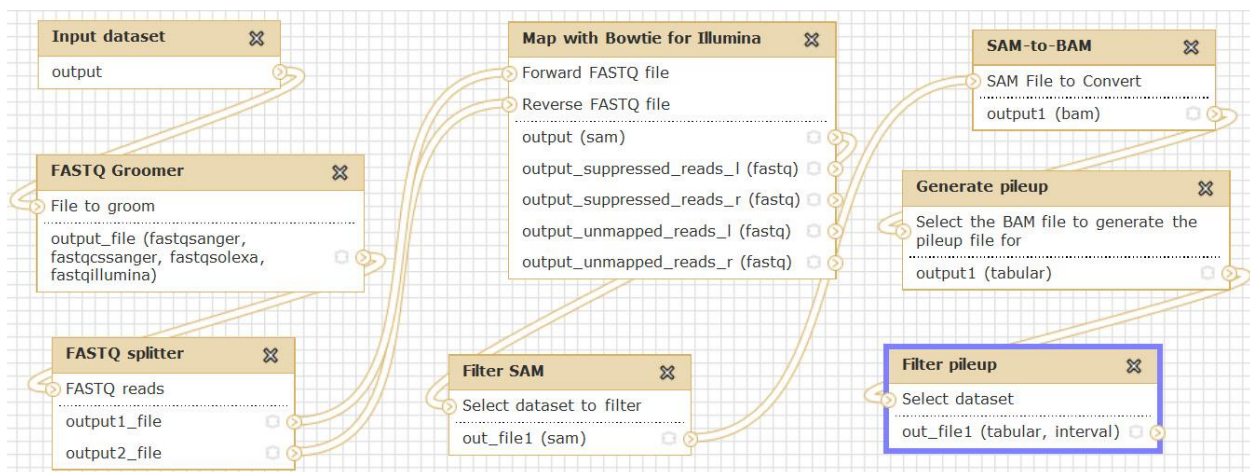 Input dataset
output
FASTQ Groomer
File to groom
output_file (fastqsanger,
fastqcssanger, fastqsolexa,
fastqillumina)
FASTQ splitter
FASTQ reads
output1_file
output2_file
Map with Bowtie for Illumina
Forward FASTQ file
Reverse FASTQ file
output (sam)
output_suppressed_reads_l (fastq)
output_suppressed_reads_r (fastq)
output_unmapped_reads_l (fastq)
output_unmapped_reads_r (fastq)
Filter SAM
Select dataset to filter
out_file1 (sam)
SAM-to-BAM
SAM File to Convert
output1 (bam)
Generate pileup
Select the BAM file to generate the
pileup file for
output1 (tabular)
Filter pileup
Select dataset
out_file1 (tabular, interval)